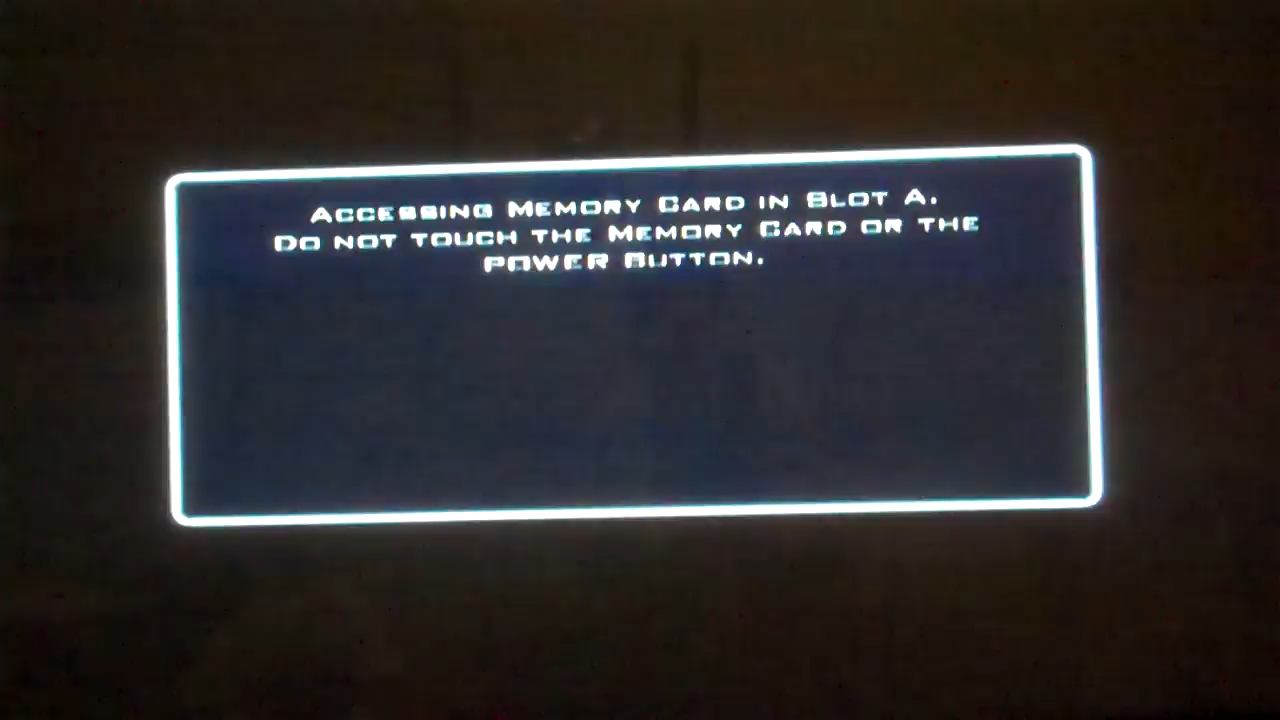 Accessing Memory Card in Slot A.
Do not touch the Memory Card or the
power button.